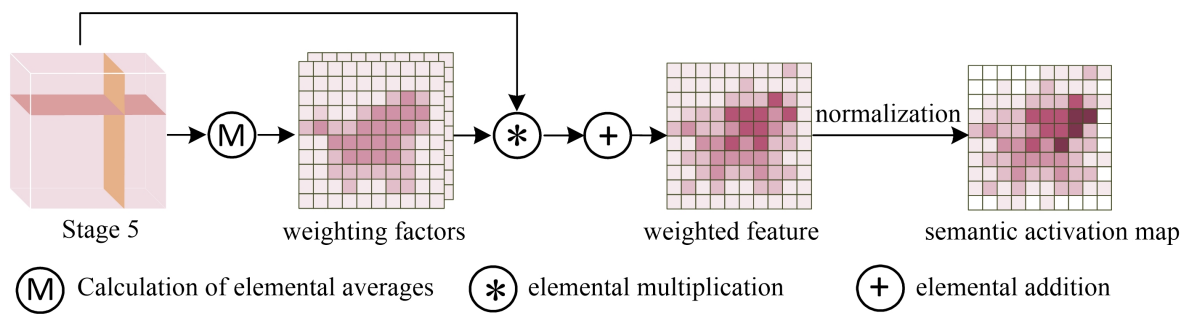 M
*
+
normalization
Stage 5
weighting factors
weighted feature
semantic activation map
M Calculation of elemental averages
* elemental multiplication
+ elemental addition